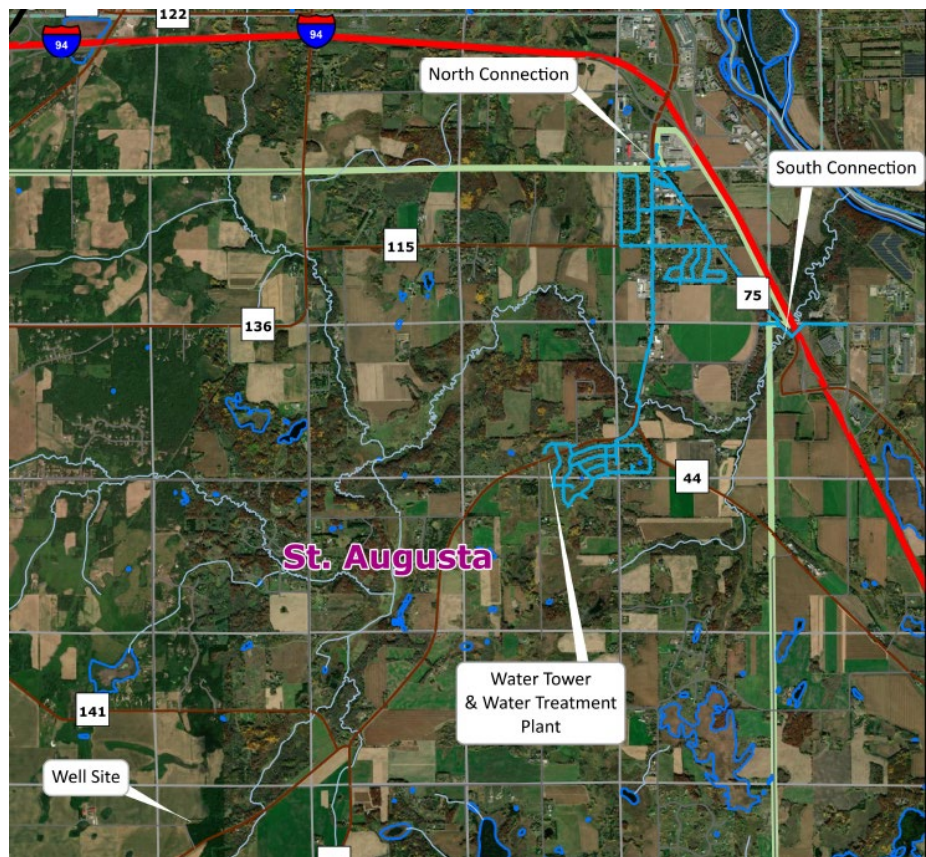 122
94
94
North Connection
South Connection
115
75
136
44
St. Augusta
Water Tower
& Water Treatment
Plant
141
Well Site